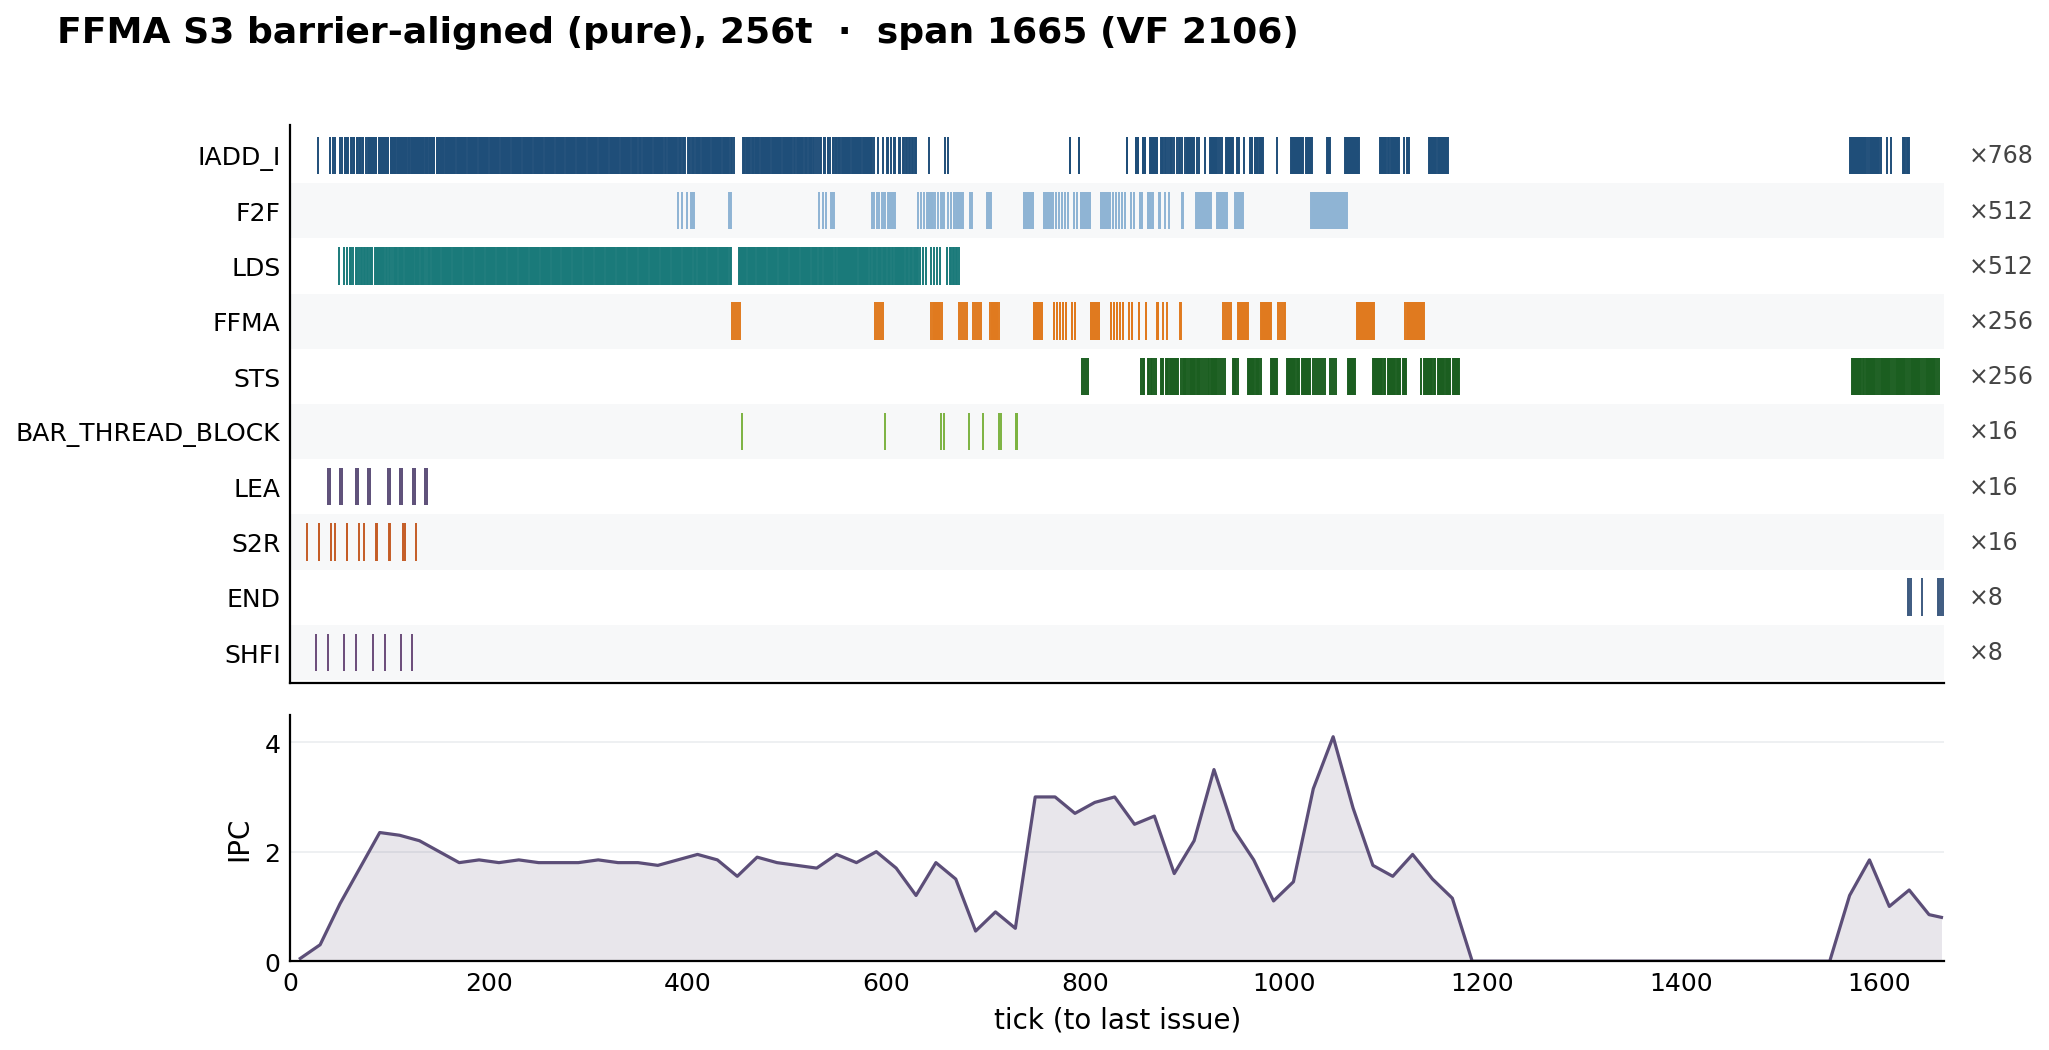 FFMA S3 barrier-aligned (pure), 256t · span 1665 (VF 2106)
IADD_I ×768
F2F ×512
LDS ×512
FFMA ×256
STS ×256
BAR_THREAD_BLOCK ×16
LEA ×16
S2R ×16
END ×8
SHFI ×8
IPC
4
2
0
0 200 400 600 800 1000 1200 1400 1600
tick (to last issue)